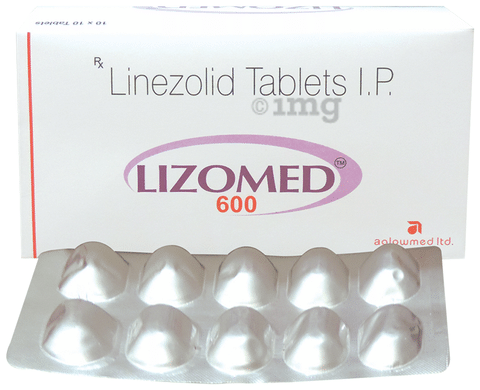 10 x 10 Tablets
Rx Linezolid Tablets I.P.
©1mg
LIZOMED™
600
a
aglowmed ltd.